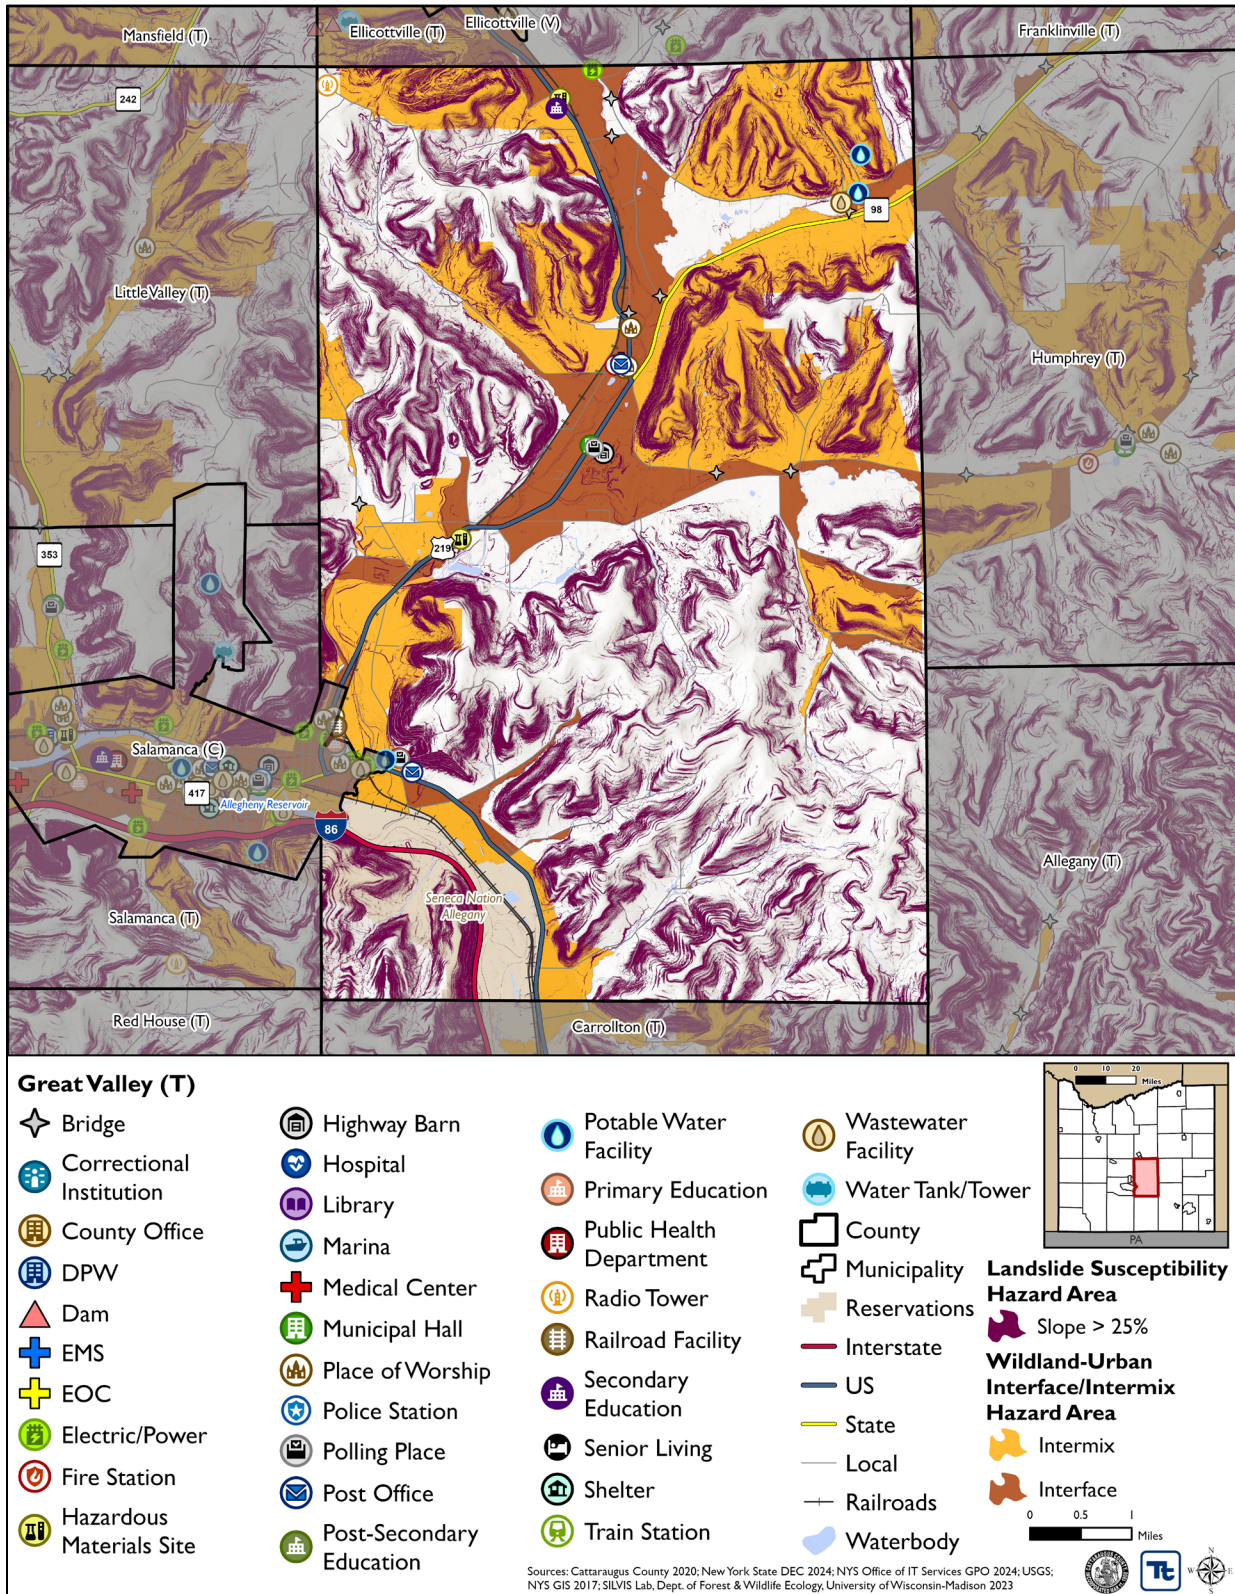 Mansfield (T)
Ellicottville (T)
Ellicottville (V)
Franklinville (T)
242
98
Little Valley (T)
Humphrey (T)
353
219
Salamanca (C)
417
Allegheny Reservoir
86
Allegany (T)
Seneca Nation
Allegany
Salamanca (T)
Red House (T)
Carrollton (T)
Great Valley (T)
Bridge
Correctional
Institution
County Office
DPW
Dam
EMS
EOC
Electric/Power
Fire Station
Hazardous
Materials Site
Highway Barn
Hospital
Library
Marina
Medical Center
Municipal Hall
Place of Worship
Police Station
Polling Place
Post Office
Post-Secondary
Education
Potable Water
Facility
Primary Education
Public Health
Department
Radio Tower
Railroad Facility
Secondary
Education
Senior Living
Shelter
Train Station
Wastewater
Facility
Water Tank/Tower
County
Municipality
Reservations
Interstate
US
State
Local
Railroads
Waterbody
0 10 20
Miles
PA
Landslide Susceptibility
Hazard Area
Slope > 25%
Wildland-Urban
Interface/Intermix
Hazard Area
Intermix
Interface
0 0.5 1
Miles
Sources: Cattaraugus County 2020; New York State DEC 2024; NYS Office of IT Services GPO 2024; USGS;
NYS GIS 2017; SILVIS Lab, Dept. of Forest & Wildlife Ecology, University of Wisconsin-Madison 2023
Tt
N
W E
S